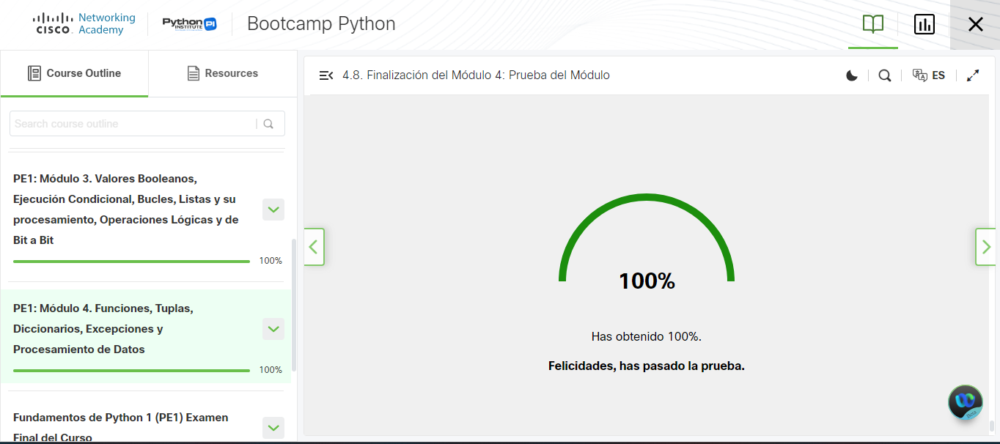 CISCO
Networking
Academy
Python
INSTITUTE
PI
Bootcamp Python
Course Outline
Resources
Search course outline
PE1: Módulo 3. Valores Booleanos,
Ejecución Condicional, Bucles, Listas y su
procesamiento, Operaciones Lógicas y de
Bit a Bit
100%
PE1: Módulo 4. Funciones, Tuplas,
Diccionarios, Excepciones y
Procesamiento de Datos
100%
Fundamentos de Python 1 (PE1) Examen
Final del Curso
4.8. Finalización del Módulo 4: Prueba del Módulo
ES
100%
Has obtenido 100%.
Felicidades, has pasado la prueba.
Beta